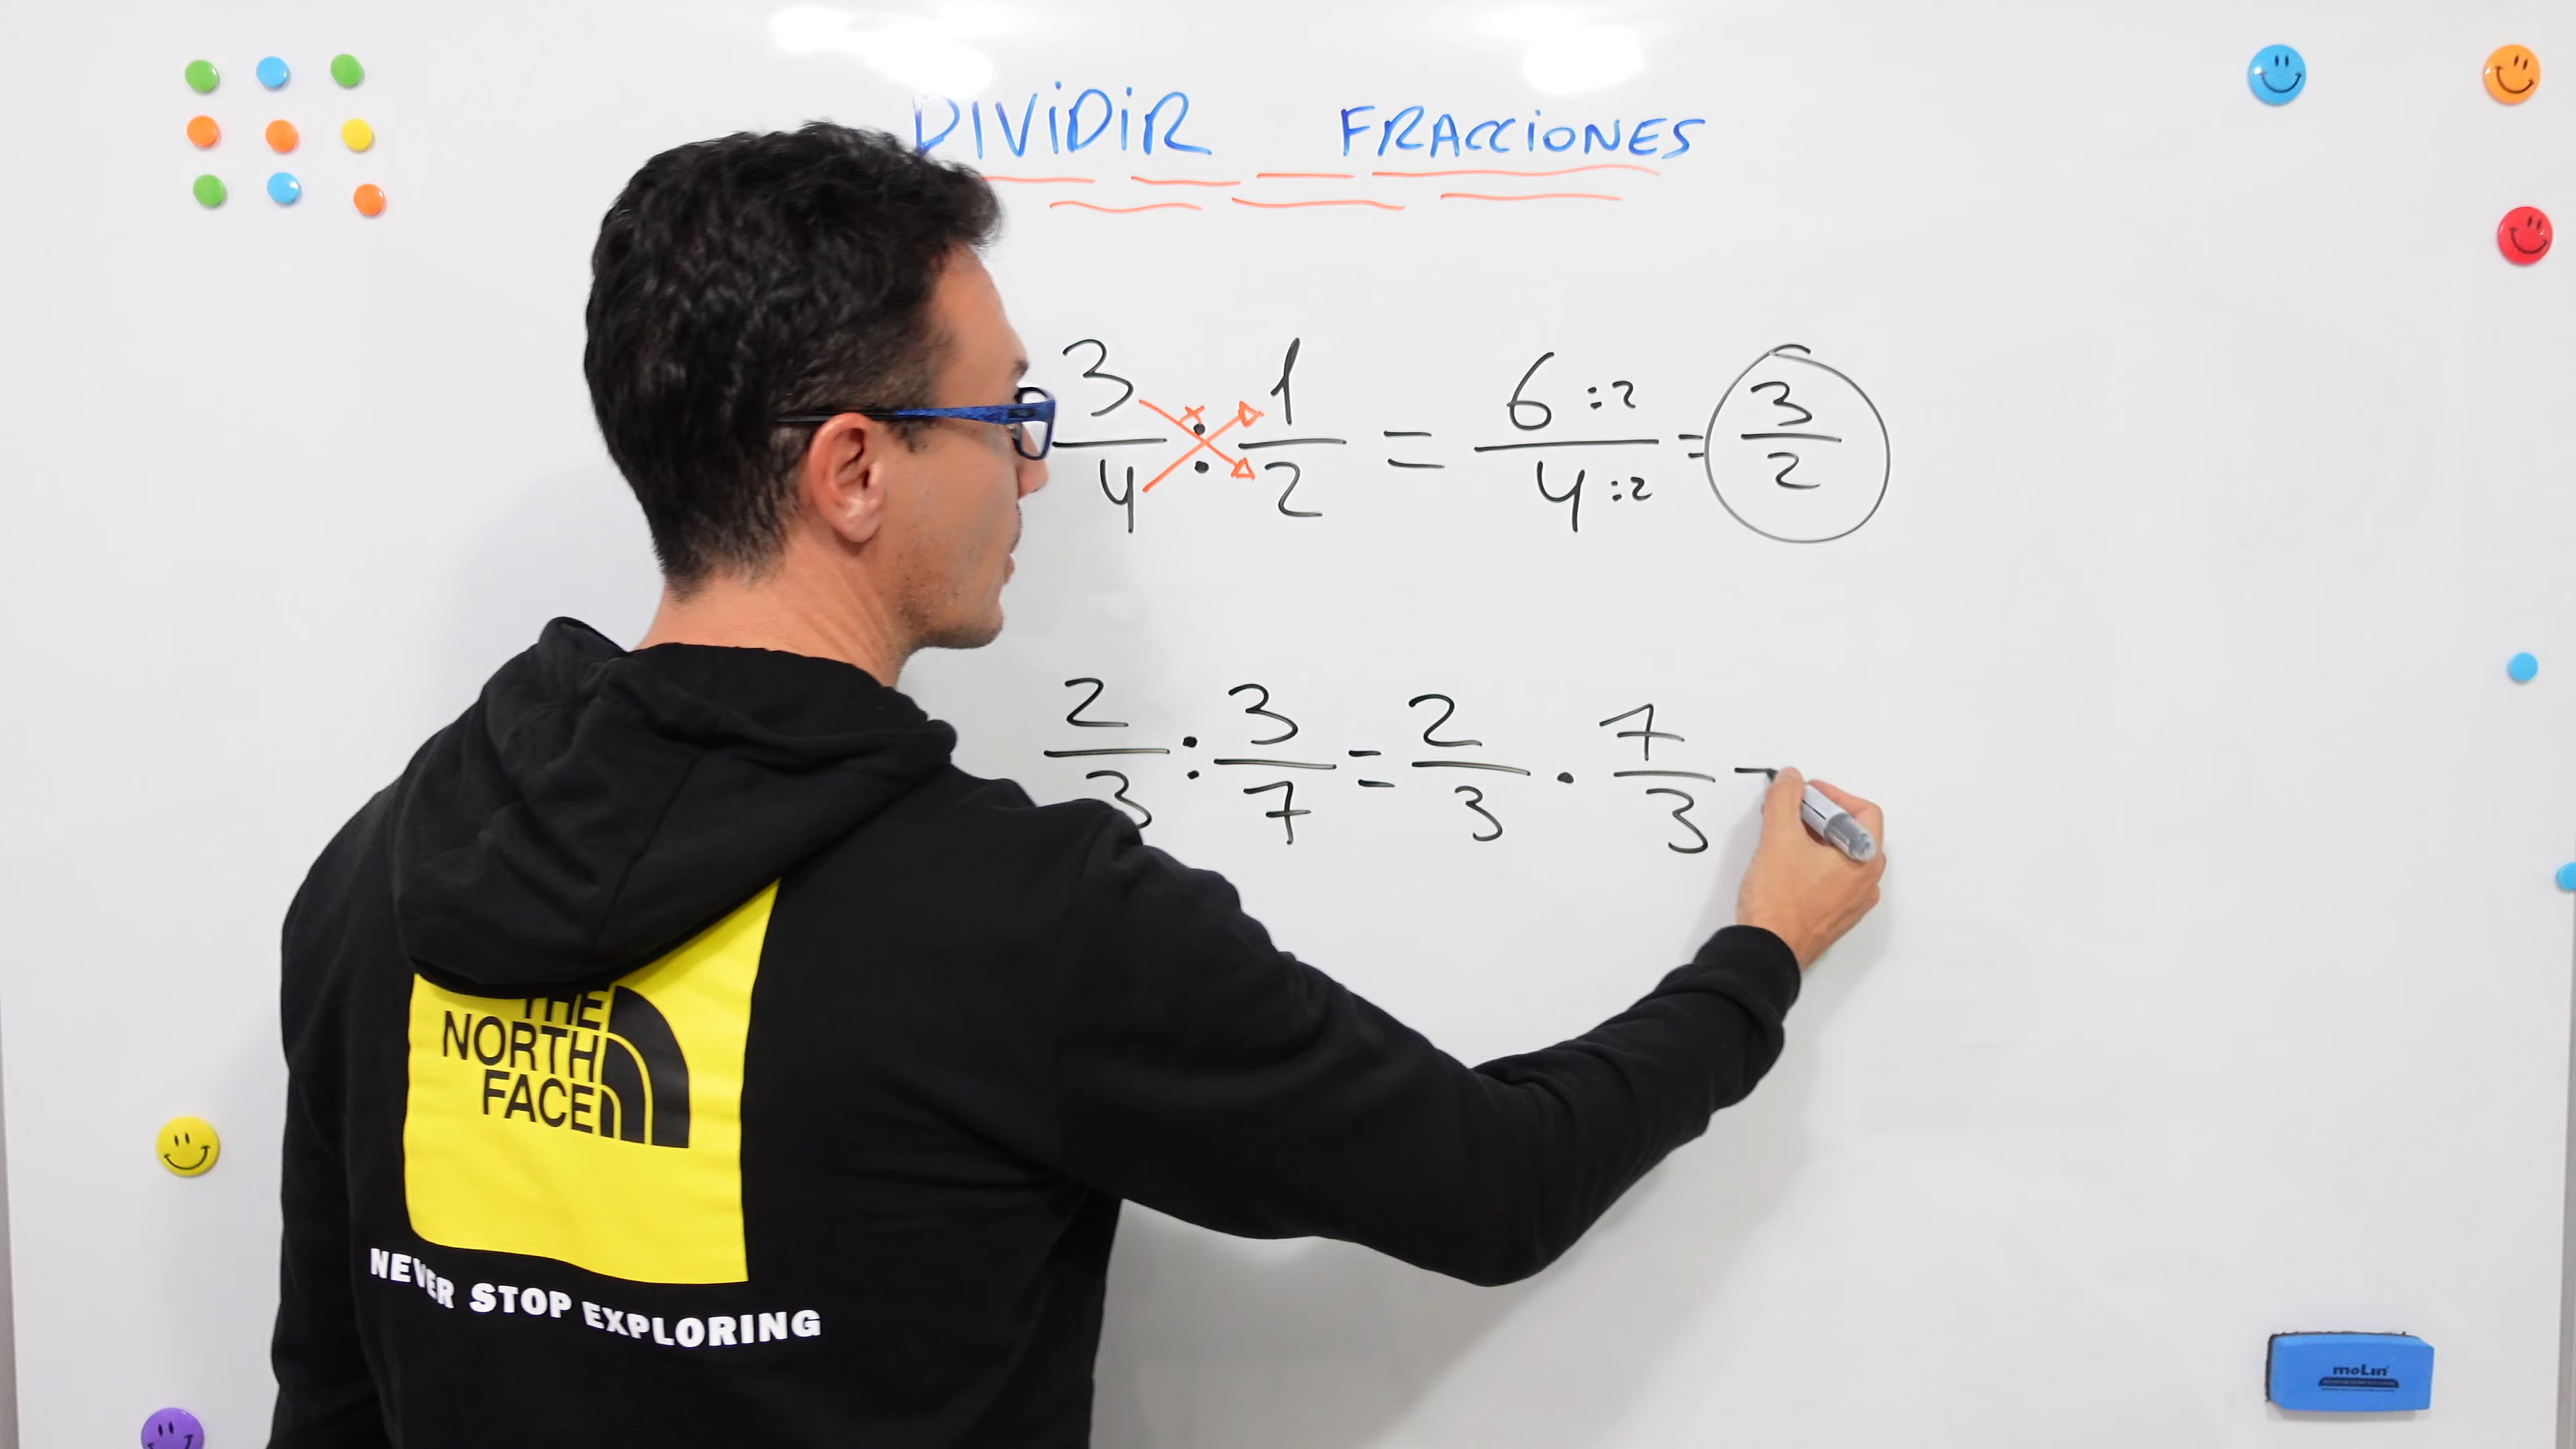 DIVIDIR FRACCIONES
3/4 : 1/2 = 6:2/4:2 = 3/2
x
2/3 : 3/7 = 2/3 · 7/3 -
THE
NORTH
FACE
NEVER STOP EXPLORING
molin